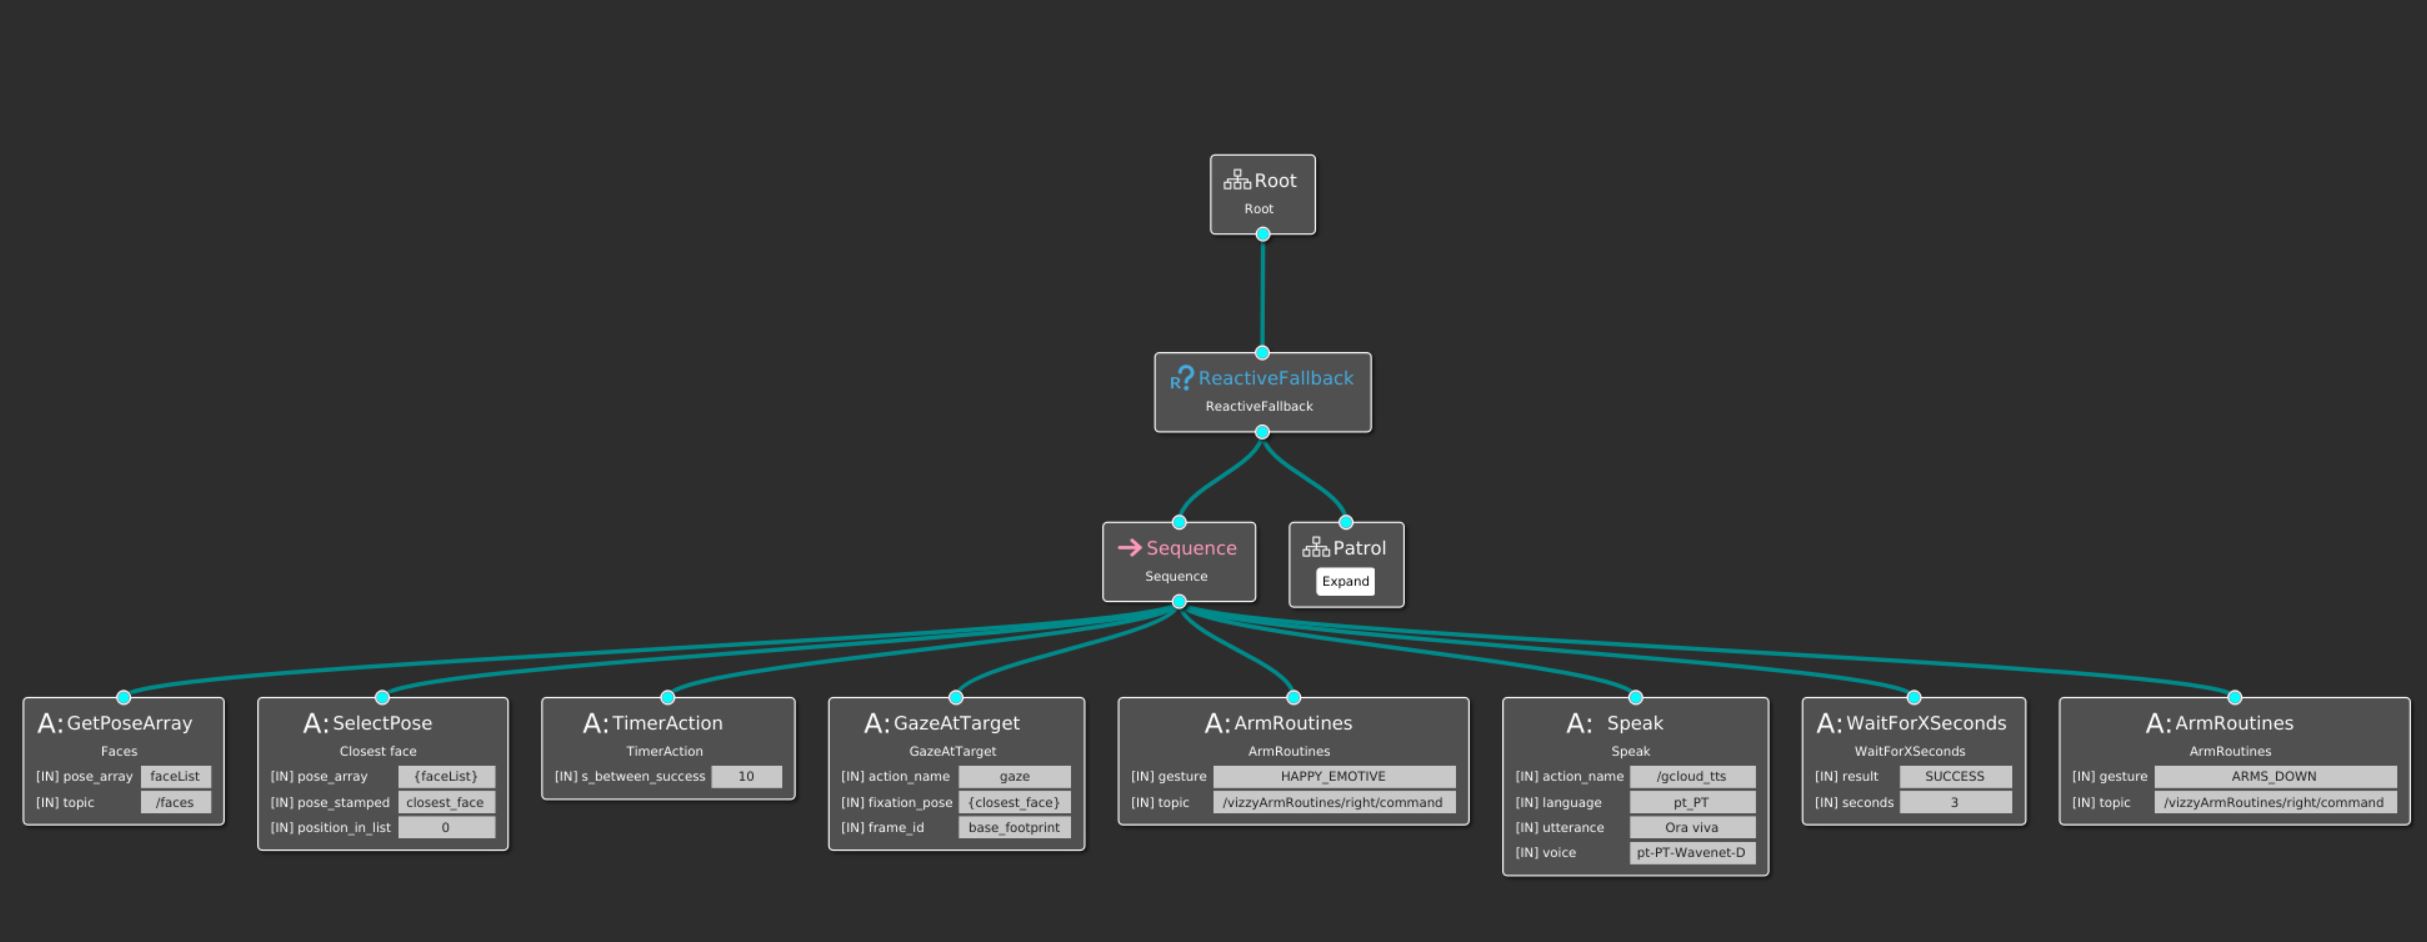 Root
Root
R? ReactiveFallback
ReactiveFallback
Sequence
Sequence
Patrol
Expand
A: GetPoseArray
Faces
[IN] pose_array faceList
[IN] topic /faces
A: SelectPose
Closest face
[IN] pose_array {faceList}
[IN] pose_stamped closest_face
[IN] position_in_list 0
A: TimerAction
TimerAction
[IN] s_between_success 10
A: GazeAtTarget
GazeAtTarget
[IN] action_name gaze
[IN] fixation_pose {closest_face}
[IN] frame_id base_footprint
A: ArmRoutines
ArmRoutines
[IN] gesture HAPPY_EMOTIVE
[IN] topic /vizzyArmRoutines/right/command
A: Speak
Speak
[IN] action_name /gcloud_tts
[IN] language pt_PT
[IN] utterance Ora viva
[IN] voice pt-PT-Wavenet-D
A: WaitForXSeconds
WaitForXSeconds
[IN] result SUCCESS
[IN] seconds 3
A: ArmRoutines
ArmRoutines
[IN] gesture ARMS_DOWN
[IN] topic /vizzyArmRoutines/right/command